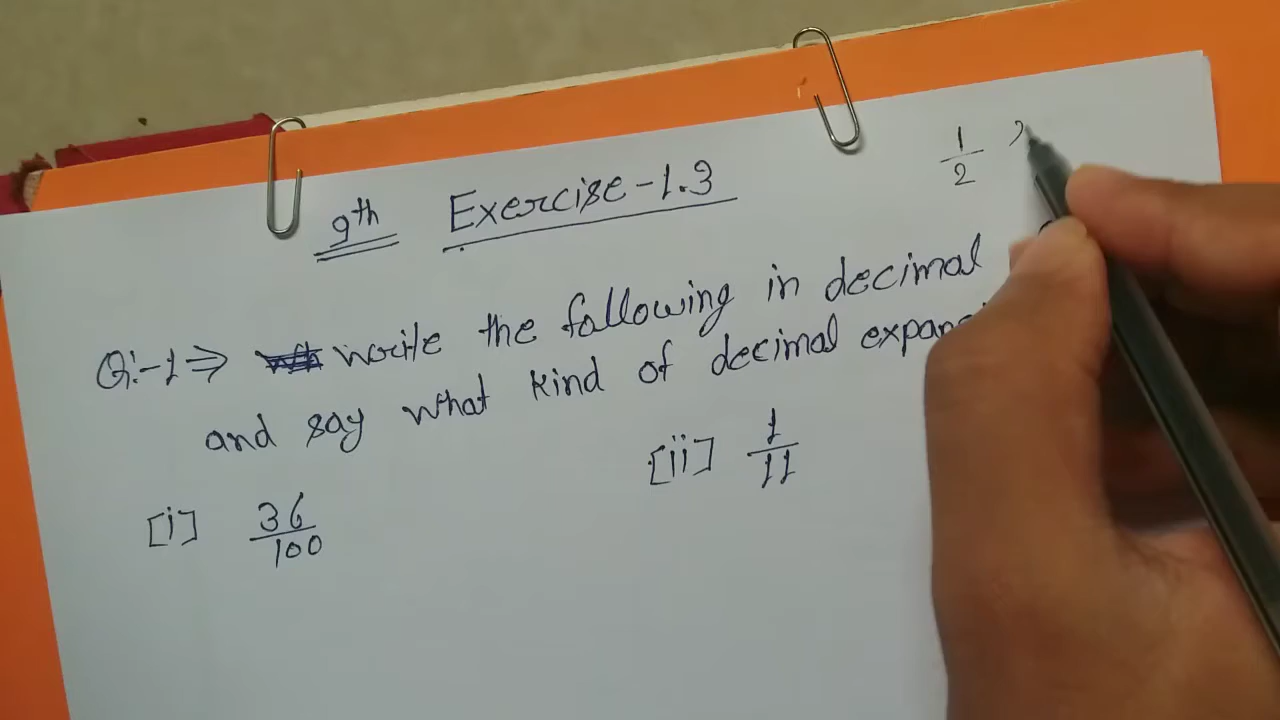 1/2 ,
9th Exercise-1.3
Q:-1⇒ write the following in decimal
and say what kind of decimal
[i] 36/100 [ii] 1/11